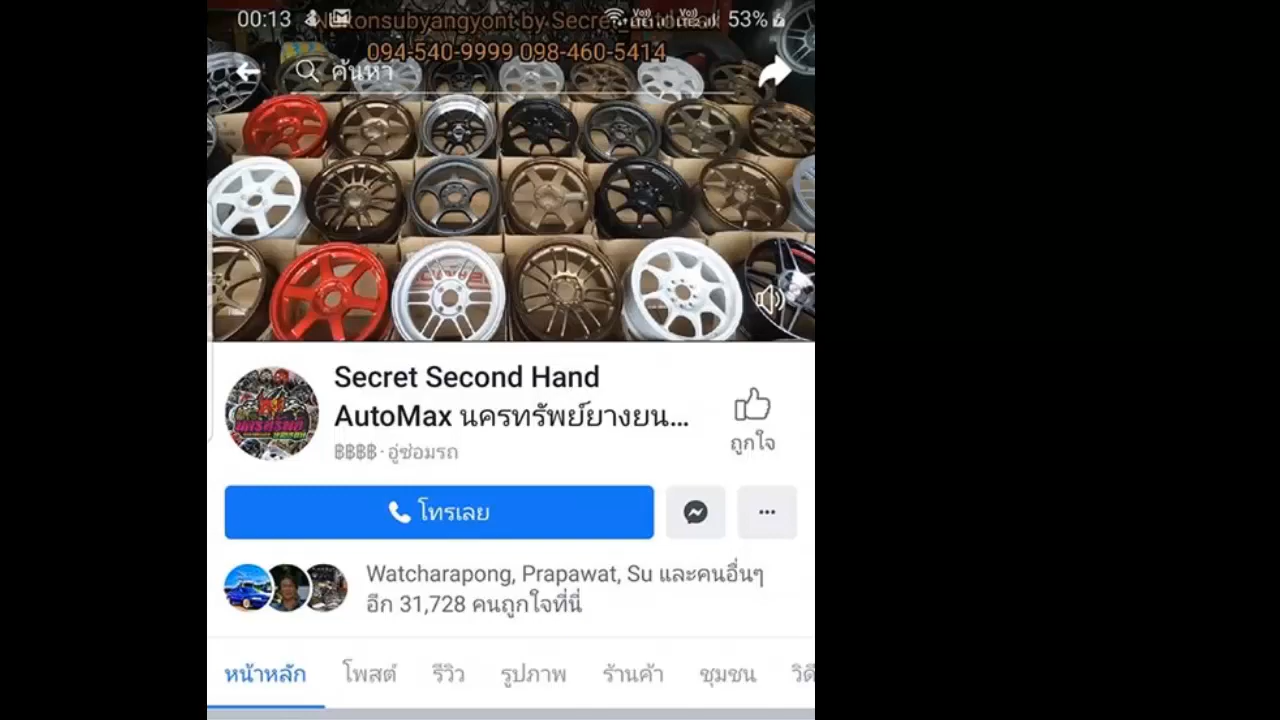 00:13
53%
Nakonsubyangyont by Secret
094-540-9999 098-460-5414
ค้นหา
Secret Second Hand
AutoMax นครทรัพย์ยางยน...
฿฿฿฿ · อู่ซ่อมรถ
ถูกใจ
โทรเลย
Watcharapong, Prapawat, Su และคนอื่นๆ
อีก 31,728 คนถูกใจที่นี่
หน้าหลัก โพสต์ รีวิว รูปภาพ ร้านค้า ชุมชน วิดี